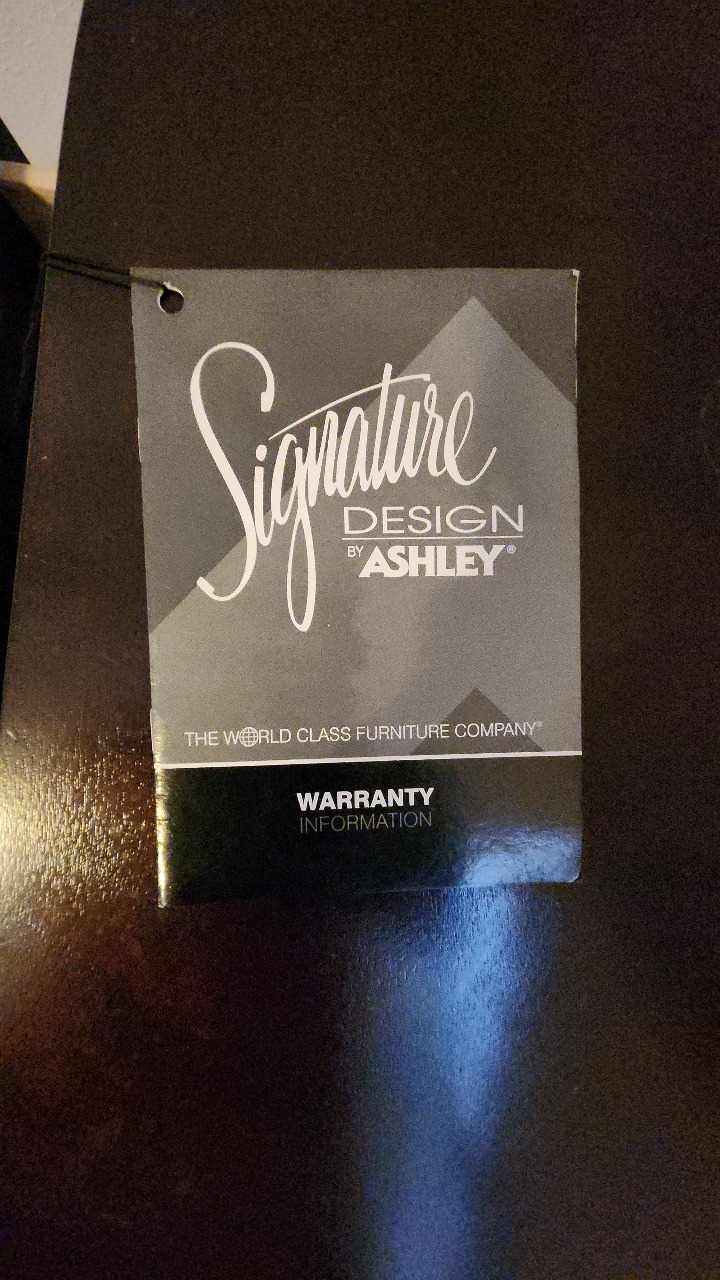 Signature
DESIGN
BY ASHLEY®
THE WORLD CLASS FURNITURE COMPANY®
WARRANTY
INFORMATION